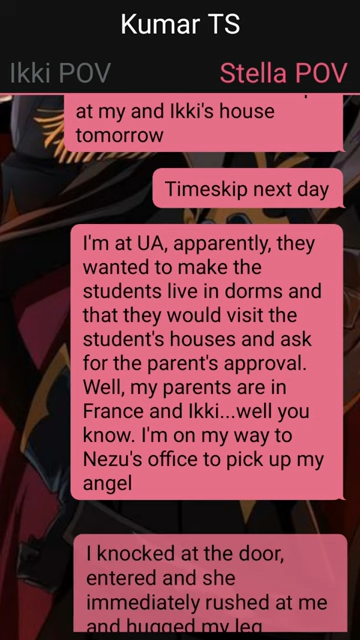 Kumar TS
Ikki POV
Stella POV
at my and Ikki's house
tomorrow
Timeskip next day
I'm at UA, apparently, they
wanted to make the
students live in dorms and
that they would visit the
student's houses and ask
for the parent's approval.
Well, my parents are in
France and Ikki...well you
know. I'm on my way to
Nezu's office to pick up my
angel
I knocked at the door,
entered and she
immediately rushed at me
and hugged my leg